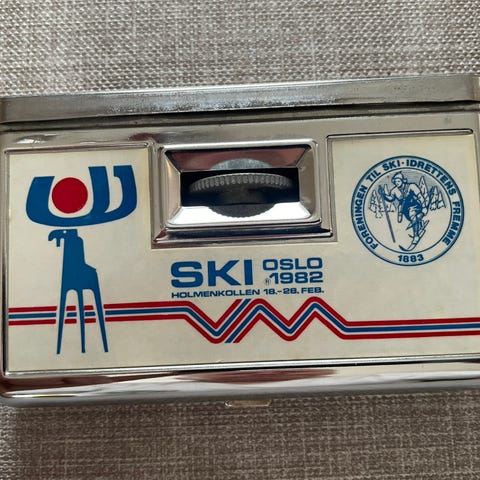 SKI OSLO
®1982
HOLMENKOLLEN 18.-28. FEB.
FORENINGEN TIL SKI-IDRETTENS FREMME
1883